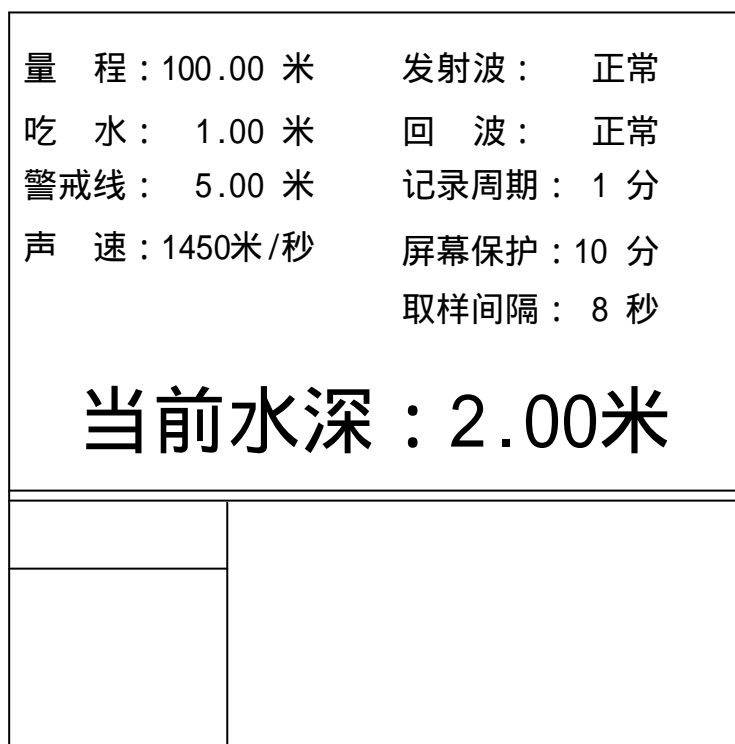 量 程：100.00 米 发射波： 正常
吃 水： 1.00 米 回 波： 正常
警戒线： 5.00 米 记录周期： 1 分
声 速：1450米/秒 屏幕保护：10 分
取样间隔： 8 秒
当前水深：2.00米